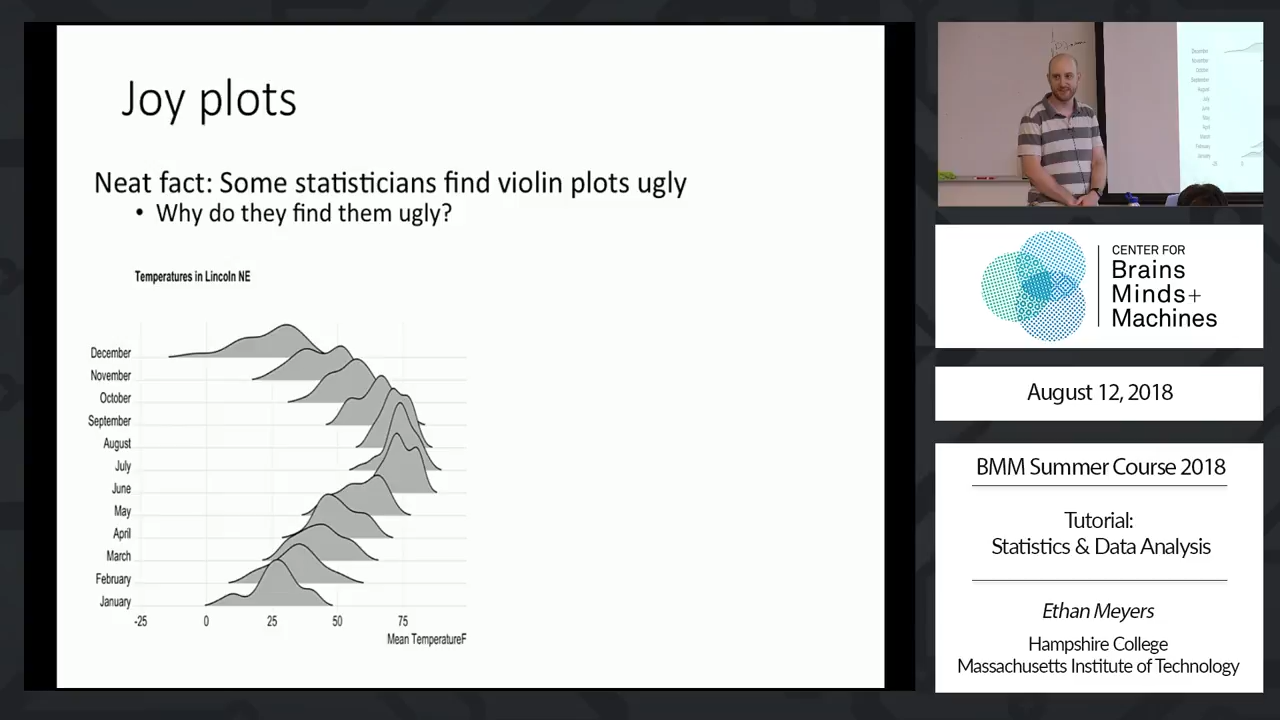 Joy plots
Neat fact: Some statisticians find violin plots ugly
• Why do they find them ugly?
Temperatures in Lincoln NE
December
November
October
September
August
July
June
May
April
March
February
January
-25 0 25 50 75
Mean TemperatureF
CENTER FOR
Brains
Minds+
Machines
August 12, 2018
BMM Summer Course 2018
Tutorial:
Statistics & Data Analysis
Ethan Meyers
Hampshire College
Massachusetts Institute of Technology